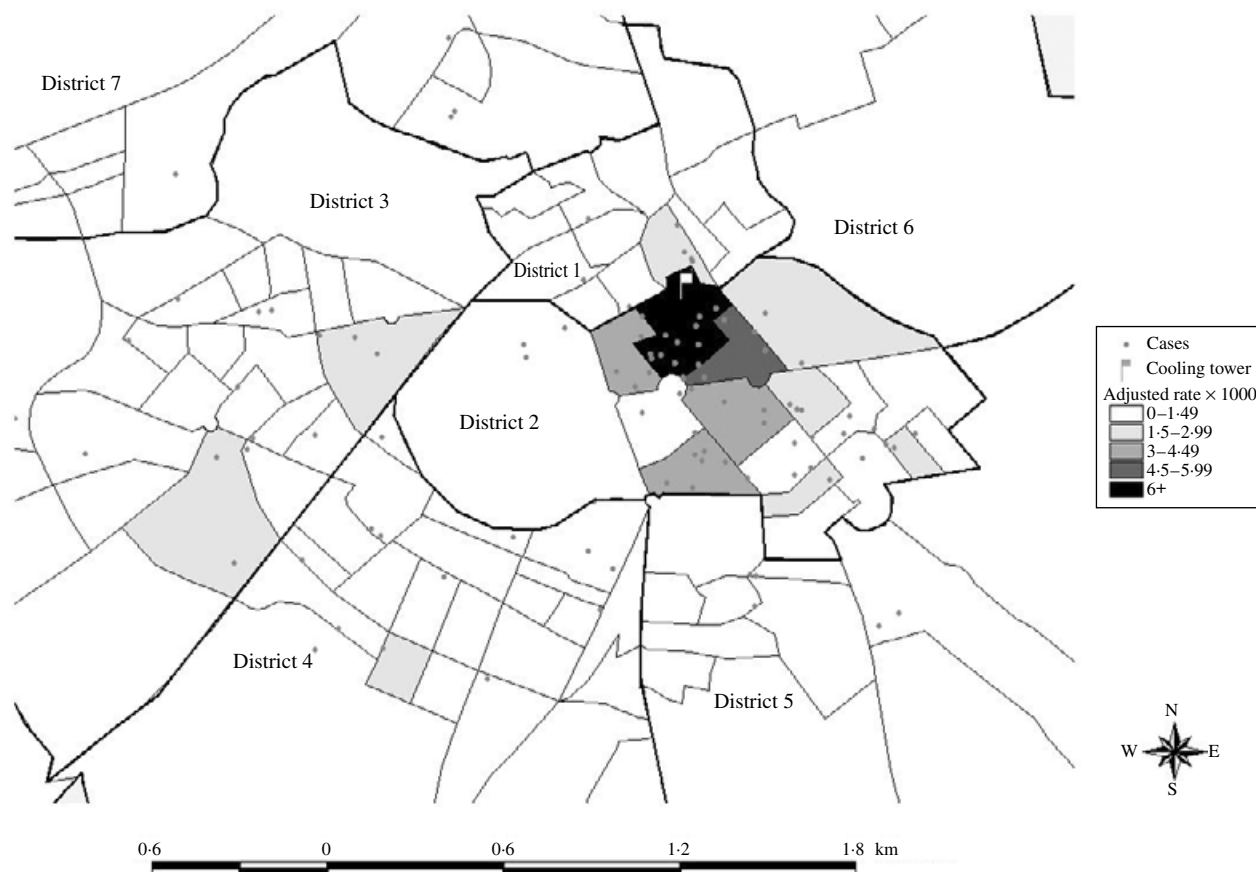 District 7
District 3
District 6
District 1
District 2
District 4
District 5
Cases
Cooling tower
Adjusted rate × 1000
0–1·49
1·5–2·99
3–4·49
4·5–5·99
6+
N
W E
S
0·6 0 0·6 1·2 1·8 km